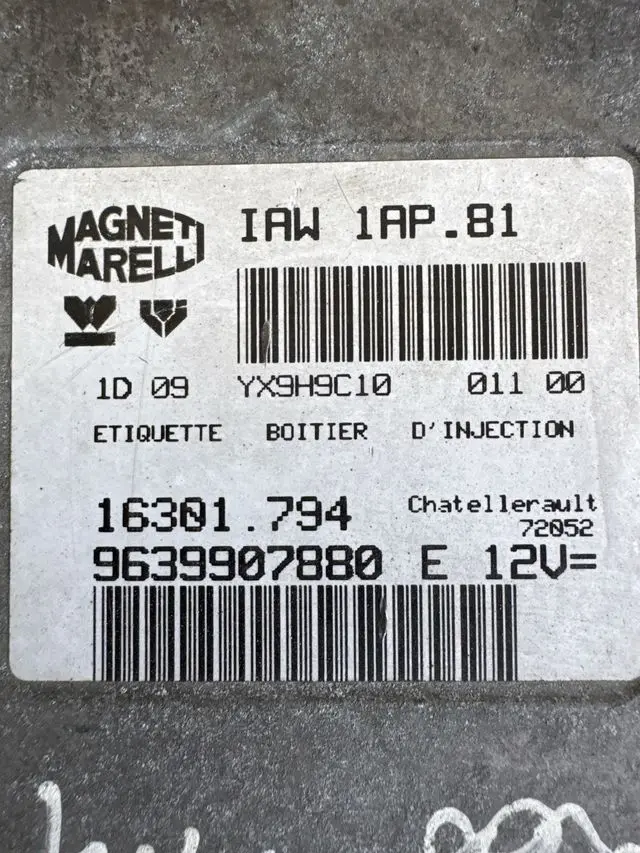 MAGNETI
MARELLI
IAW 1AP.81
1D 09 YX9H9C10 011 00
ETIQUETTE BOITIER D'INJECTION
16301.794 Chatellerault
72052
9639907880 E 12V=